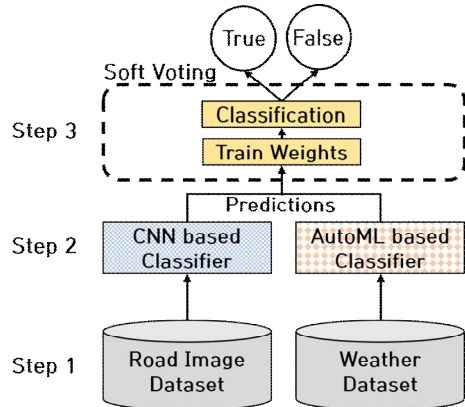 True
False
Soft Voting
Step 3
Classification
Train Weights
Predictions
Step 2
CNN based
Classifier
AutoML based
Classifier
Step 1
Road Image
Dataset
Weather
Dataset